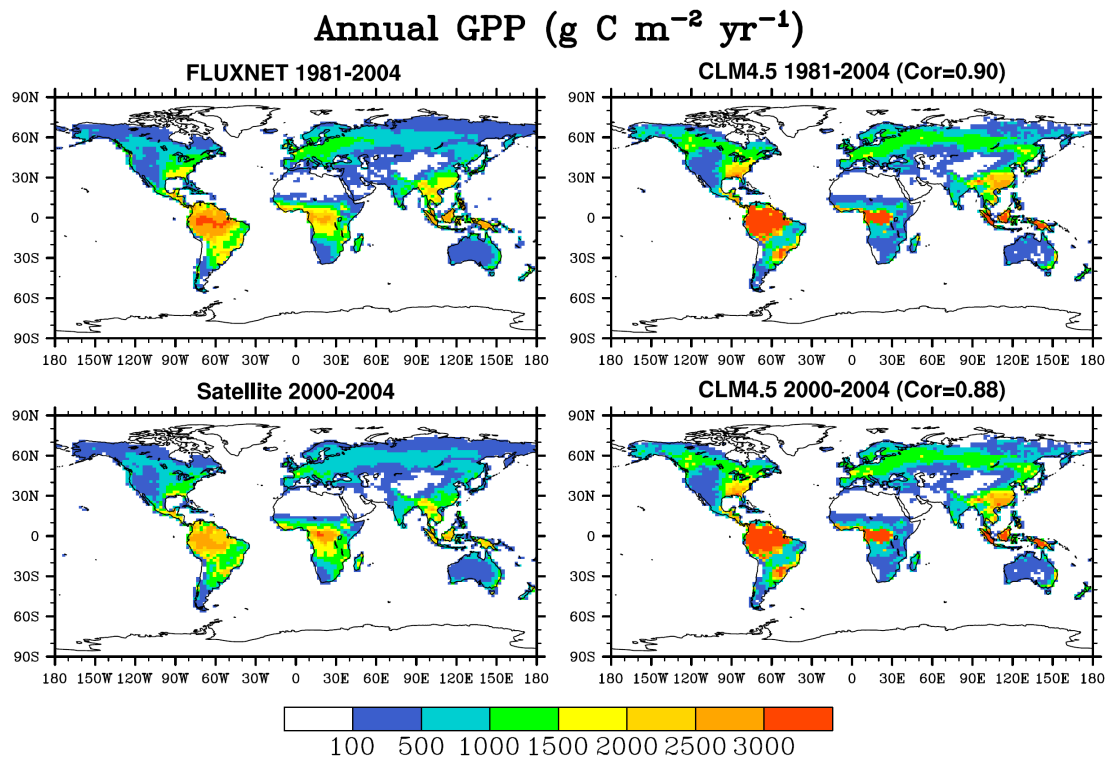 Annual GPP (g C m⁻² yr⁻¹)
FLUXNET 1981-2004
CLM4.5 1981-2004 (Cor=0.90)
90N
60N
30N
0
30S
60S
90S
180 150W 120W 90W 60W 30W 0 30E 60E 90E 120E 150E 180
90N
60N
30N
0
30S
60S
90S
180 150W 120W 90W 60W 30W 0 30E 60E 90E 120E 150E 180
Satellite 2000-2004
CLM4.5 2000-2004 (Cor=0.88)
90N
60N
30N
0
30S
60S
90S
180 150W 120W 90W 60W 30W 0 30E 60E 90E 120E 150E 180
90N
60N
30N
0
30S
60S
90S
180 150W 120W 90W 60W 30W 0 30E 60E 90E 120E 150E 180
100 500 1000 1500 2000 2500 3000